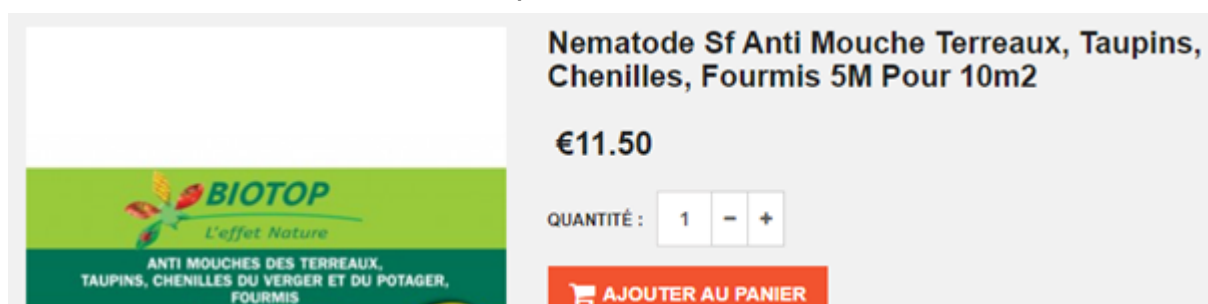 Nematode Sf Anti Mouche Terreaux, Taupins,
Chenilles, Fourmis 5M Pour 10m2
€11.50
QUANTITÉ : 1 - +
AJOUTER AU PANIER
BIOTOP
L'effet Nature
ANTI MOUCHES DES TERREAUX,
TAUPINS, CHENILLES DU VERGER ET DU POTAGER,
FOURMIS